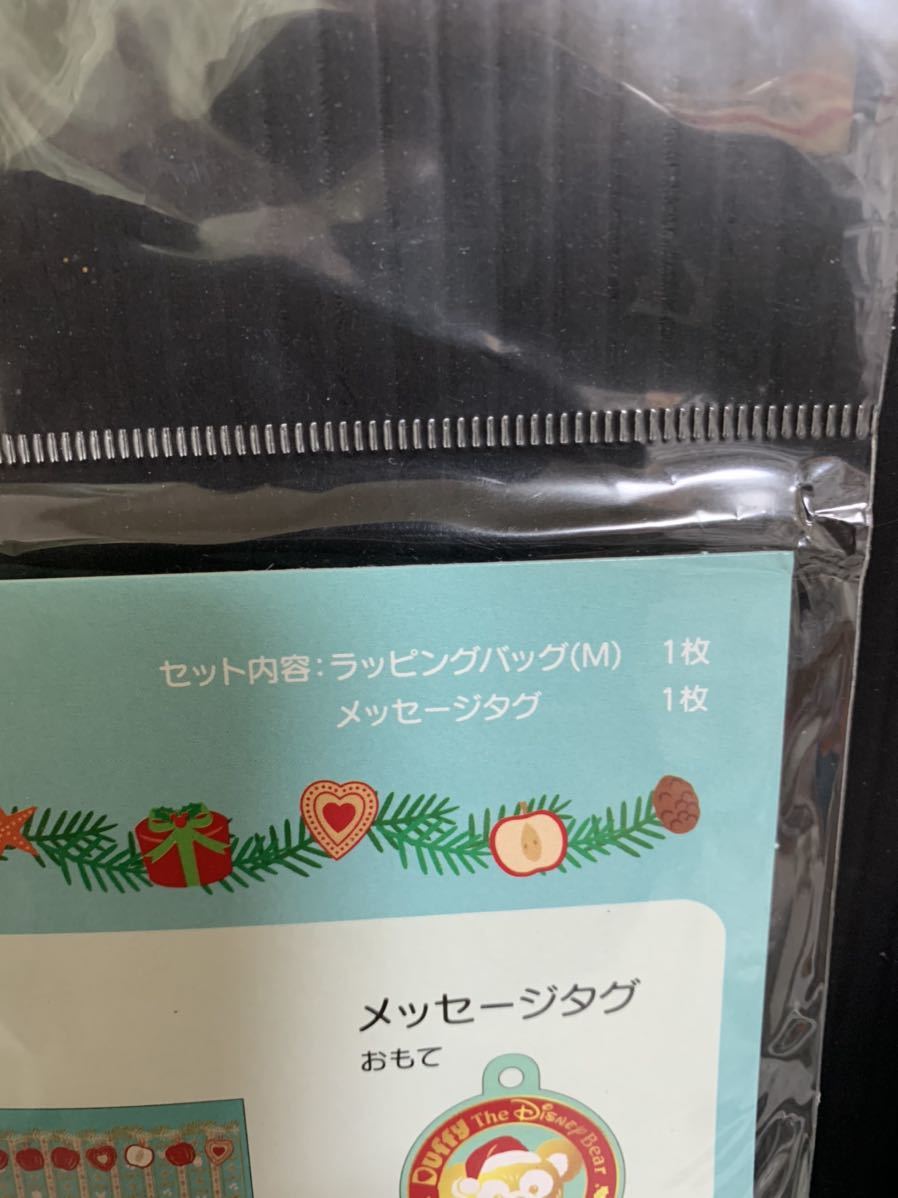 セット内容:ラッピングバッグ(M) 1枚
メッセージタグ 1枚
メッセージタグ
おもて
Duffy The Disney Bear